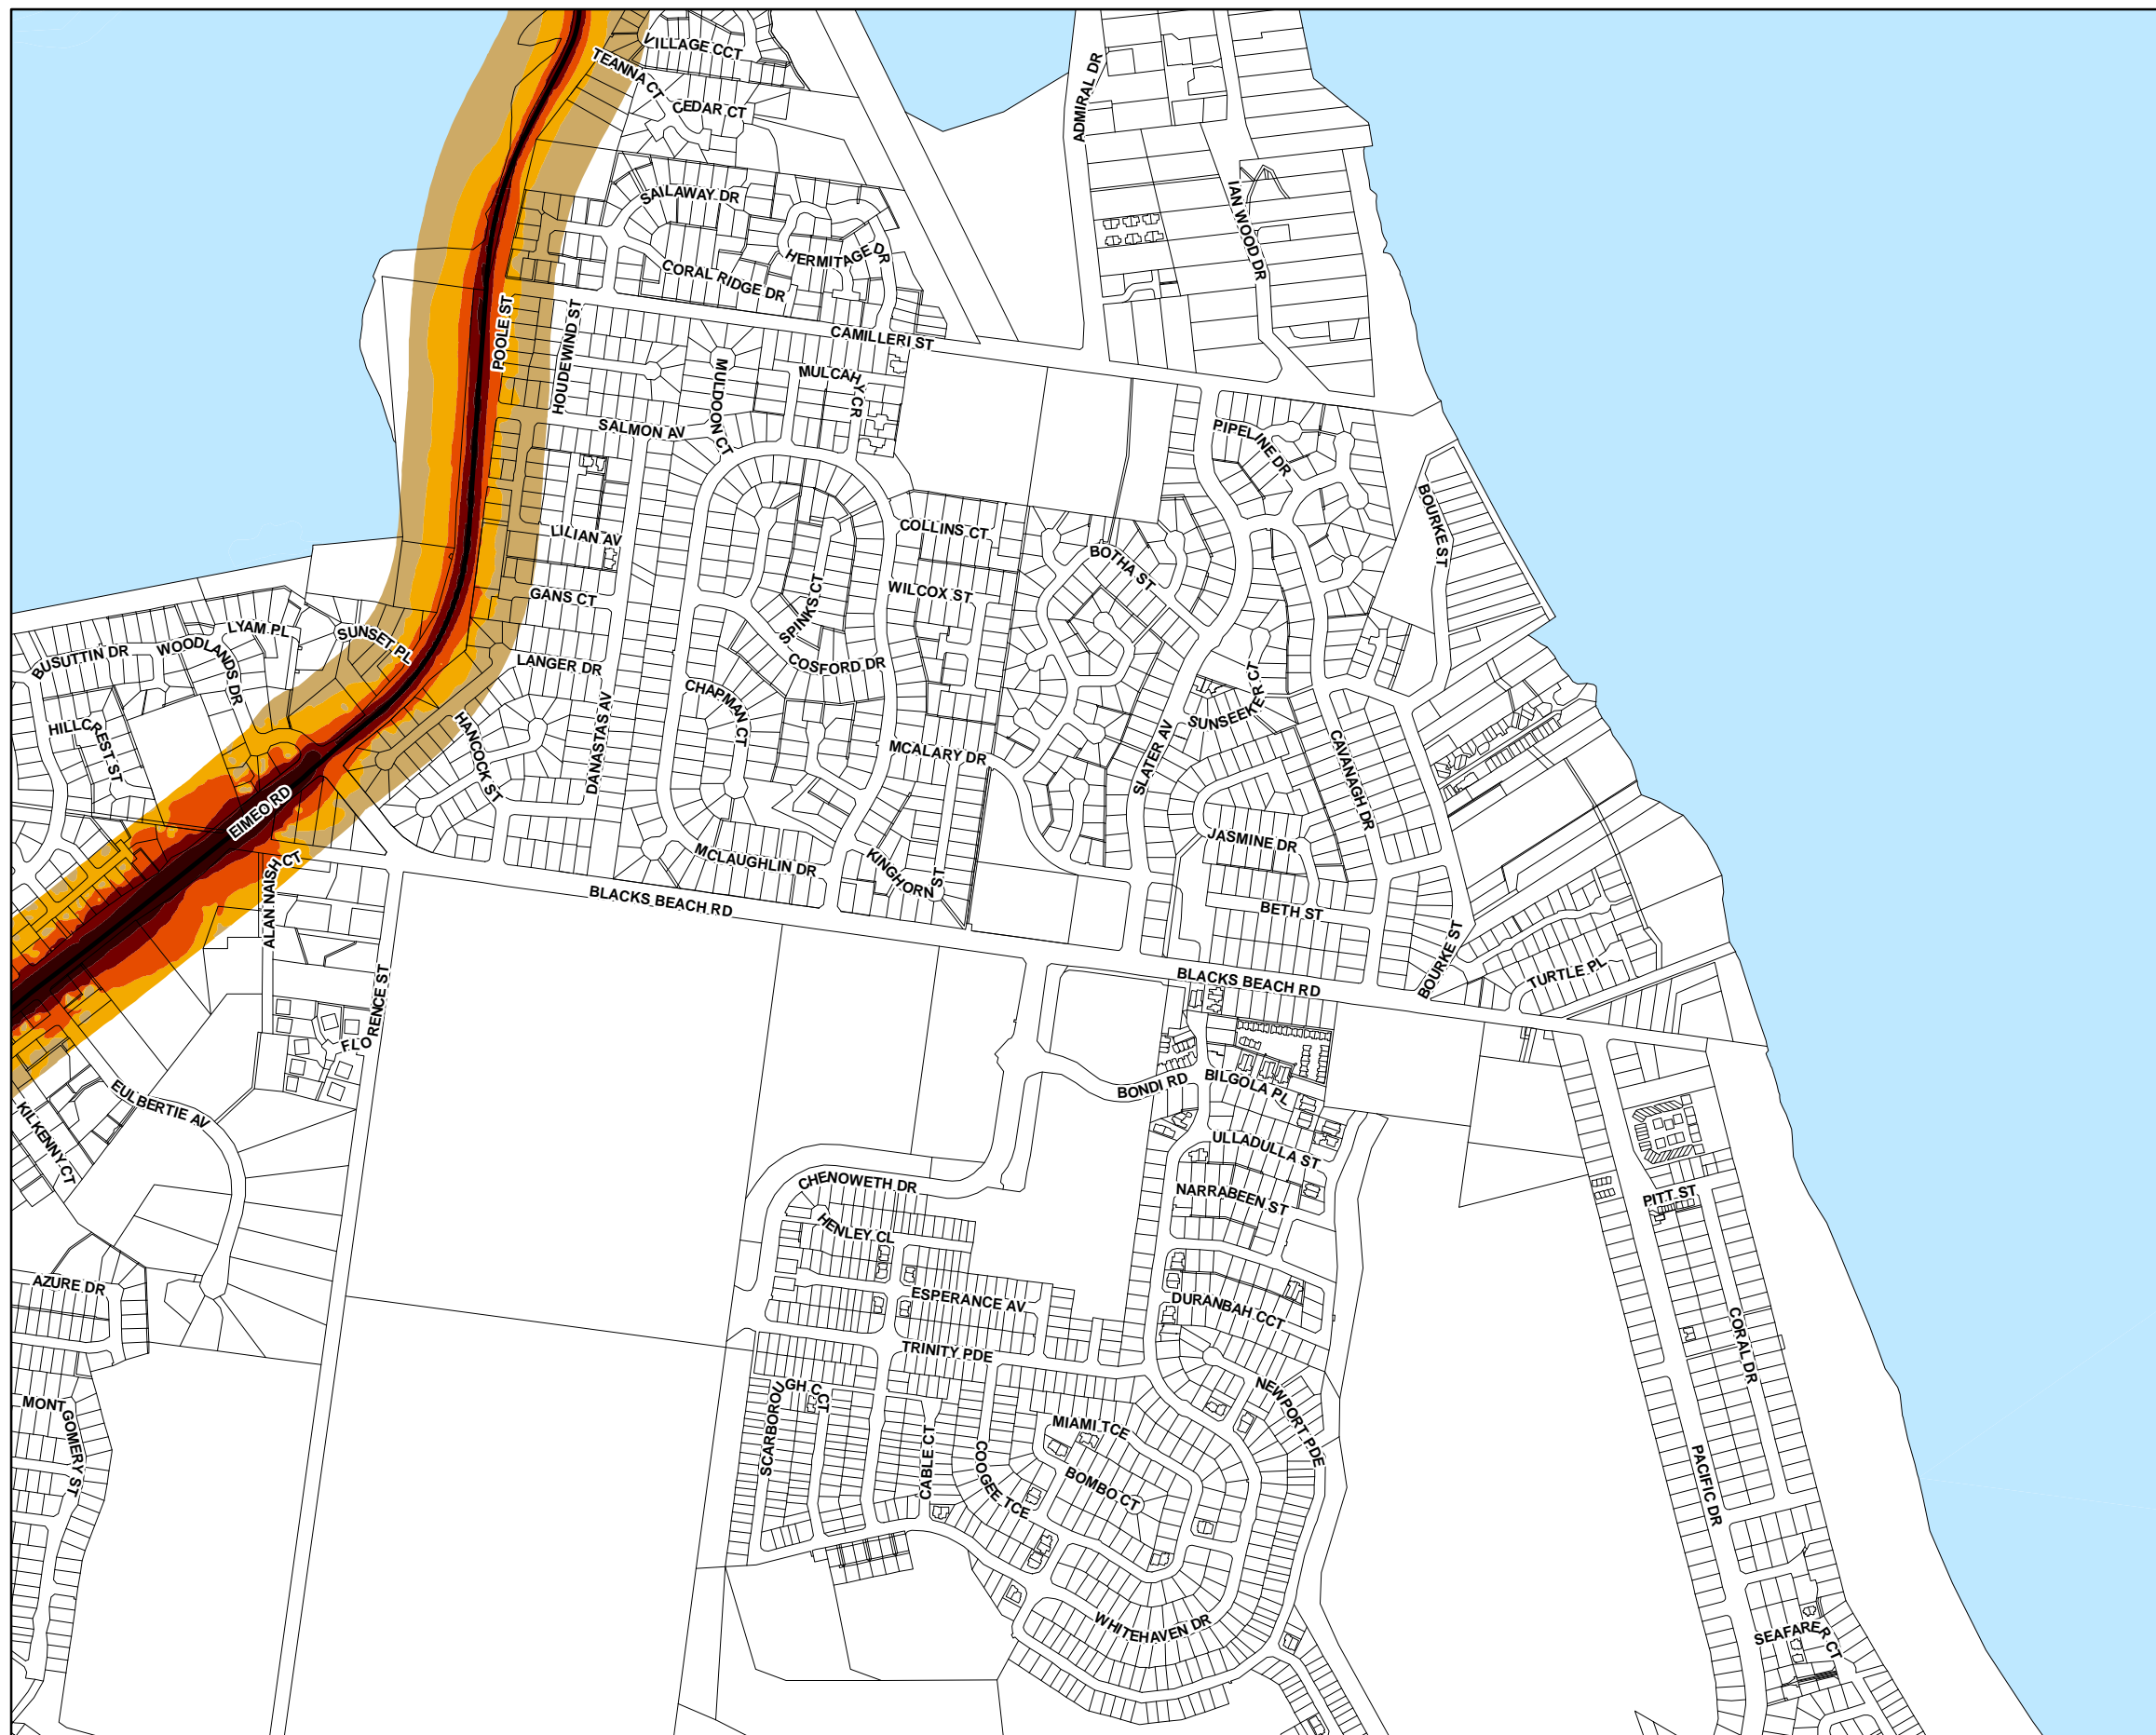 VILLAGE CCT
TEANNA CT
CEDAR CT
ADMIRAL DR
SAILAWAY DR
IAN WOOD DR
HERMITAGE DR
CORAL RIDGE DR
POOLE ST
HOUDEWIND ST
CAMILLERI ST
MULCAHY CR
MULDOON CT
SALMON AV
PIPELINE DR
BOURKE ST
COLLINS CT
LILIAN AV
BOTHA ST
GANS CT
WILCOX ST
SPINKS CT
LYAM PL
SUNSET PL
WOODLANDS DR
BUSUTTIN DR
LANGER DR
COSFORD DR
SUNSEEKER CT
CHAPMAN CT
HILLCREST ST
HANCOCK ST
DANASTAS AV
MCALARY DR
SLATER AV
CAVANAGH DR
EIMEO RD
JASMINE DR
MCLAUGHLIN DR
KINGHORN ST
ALAN NAISH CT
BLACKS BEACH RD
BETH ST
BOURKE ST
TURTLE PL
BLACKS BEACH RD
FLORENCE ST
BONDI RD
BILGOLA PL
EULBERTIE AV
KILKENNY CT
ULLADULLA ST
CHENOWETH DR
NARRABEEN ST
PITT ST
HENLEY CL
AZURE DR
ESPERANCE AV
DURANBAH CCT
CORAL DR
TRINITY PDE
SCARBOROUGH CCT
NEWPORT PDE
MONTGOMERY ST
MIAMI TCE
CABLE CT
COOGEE TCE
BOMBO CT
PACIFIC DR
WHITEHAVEN DR
SEAFARER CT